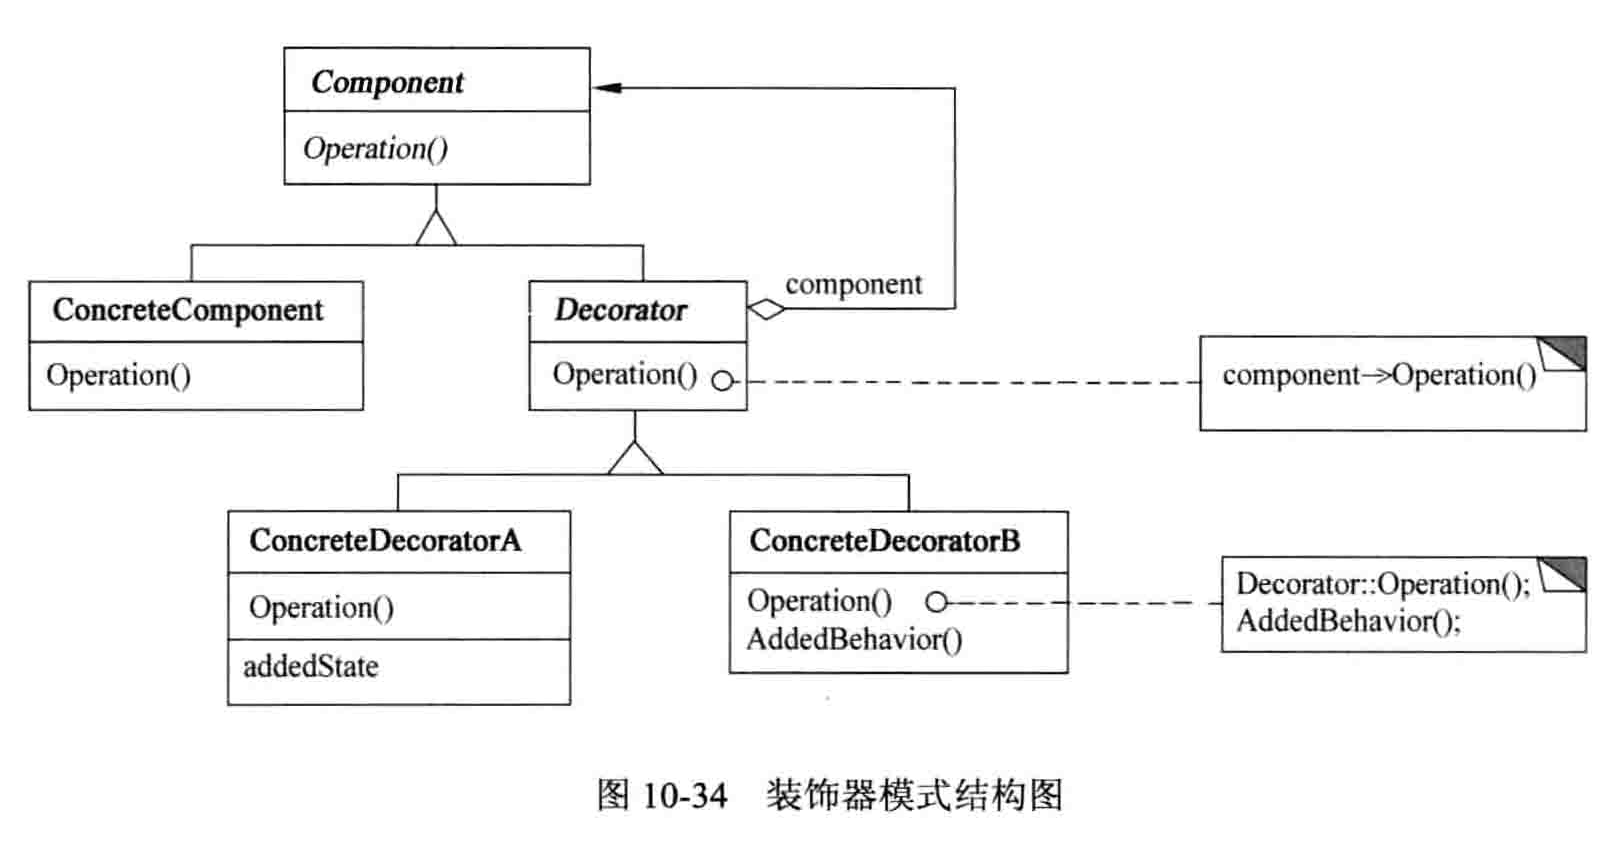 Component
Operation()
component
ConcreteComponent
Operation()
Decorator
Operation()
component->Operation()
ConcreteDecoratorA
Operation()
addedState
ConcreteDecoratorB
Operation()
AddedBehavior()
Decorator::Operation();
AddedBehavior();
图 10-34 装饰器模式结构图